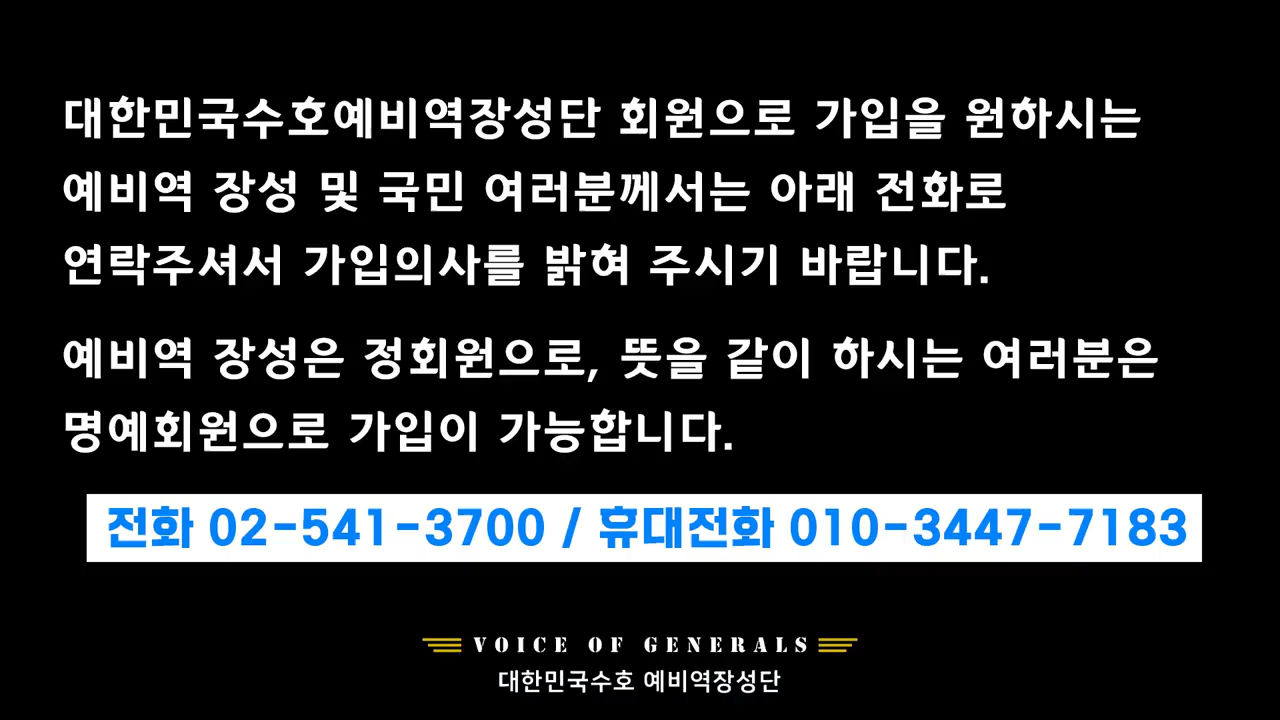 대한민국수호예비역장성단 회원으로 가입을 원하시는
예비역 장성 및 국민 여러분께서는 아래 전화로
연락주셔서 가입의사를 밝혀 주시기 바랍니다.
예비역 장성은 정회원으로, 뜻을 같이 하시는 여러분은
명예회원으로 가입이 가능합니다.
전화 02-541-3700 / 휴대전화 010-3447-7183
VOICE OF GENERALS
대한민국수호 예비역장성단